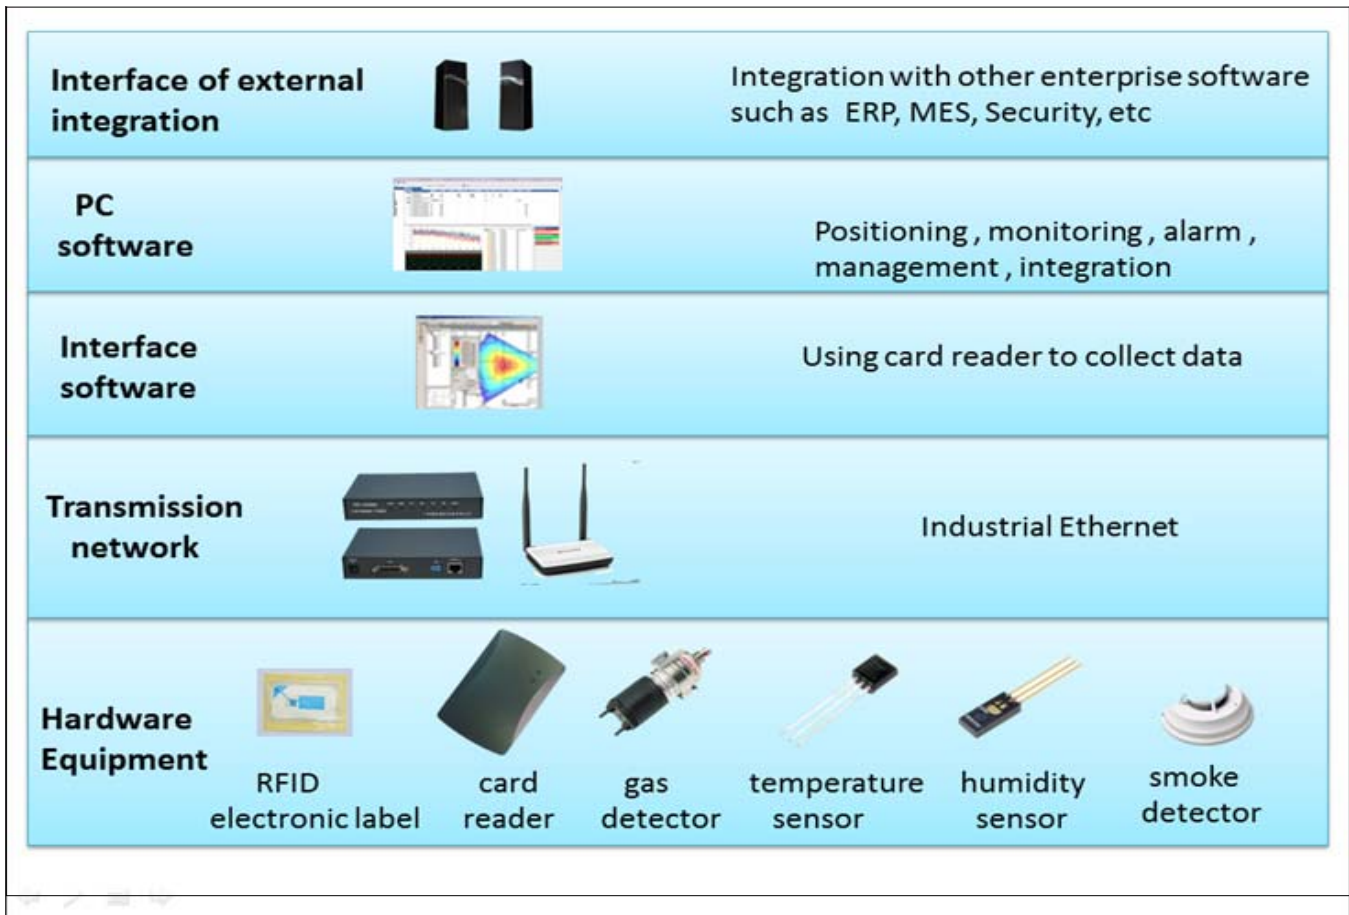 Interface of external
integration
Integration with other enterprise software
such as ERP, MES, Security, etc
PC
software
Positioning , monitoring , alarm ,
management , integration
Interface
software
Using card reader to collect data
Transmission
network
Industrial Ethernet
Hardware
Equipment
RFID
electronic label
card
reader
gas
detector
temperature
sensor
humidity
sensor
smoke
detector